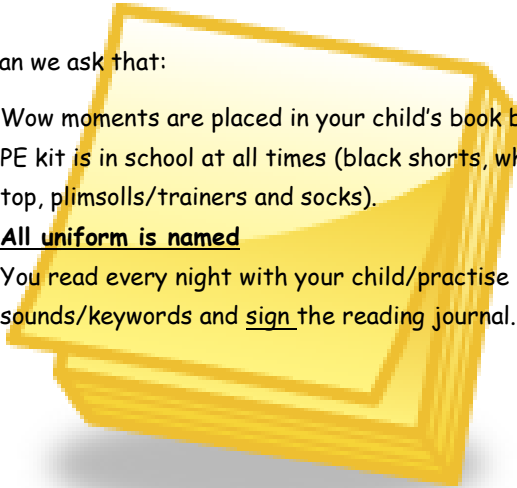 an we ask that:
Wow moments are placed in your child's book b
PE kit is in school at all times (black shorts, wh
top, plimsolls/trainers and socks).
All uniform is named
You read every night with your child/practise
sounds/keywords and sign the reading journal.